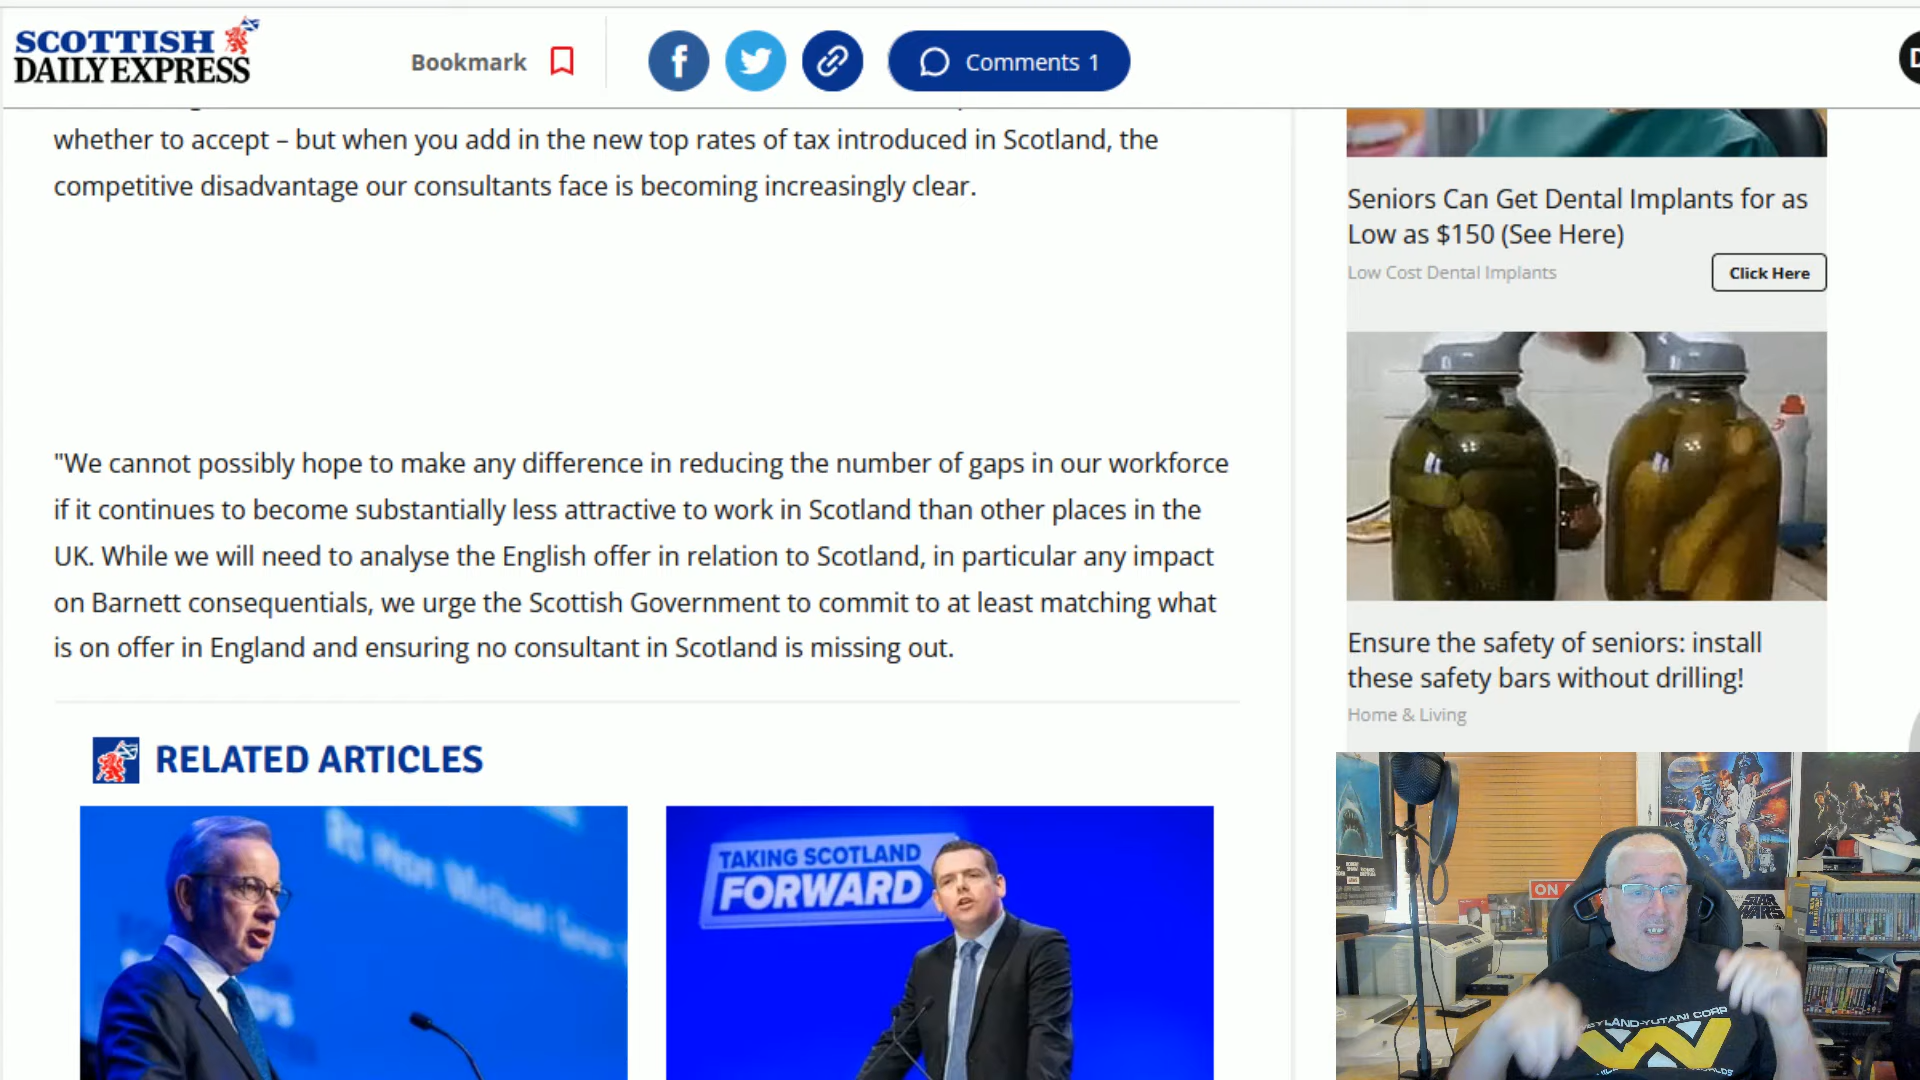 SCOTTISH
DAILY EXPRESS
Bookmark
Comments 1
whether to accept – but when you add in the new top rates of tax introduced in Scotland, the
competitive disadvantage our consultants face is becoming increasingly clear.
"We cannot possibly hope to make any difference in reducing the number of gaps in our workforce
if it continues to become substantially less attractive to work in Scotland than other places in the
UK. While we will need to analyse the English offer in relation to Scotland, in particular any impact
on Barnett consequentials, we urge the Scottish Government to commit to at least matching what
is on offer in England and ensuring no consultant in Scotland is missing out.
RELATED ARTICLES
TAKING SCOTLAND
FORWARD
Seniors Can Get Dental Implants for as
Low as $150 (See Here)
Low Cost Dental Implants
Click Here
Ensure the safety of seniors: install
these safety bars without drilling!
Home & Living
JAWS
ON
STAR
WARS
YLAND-YUTANI CORP